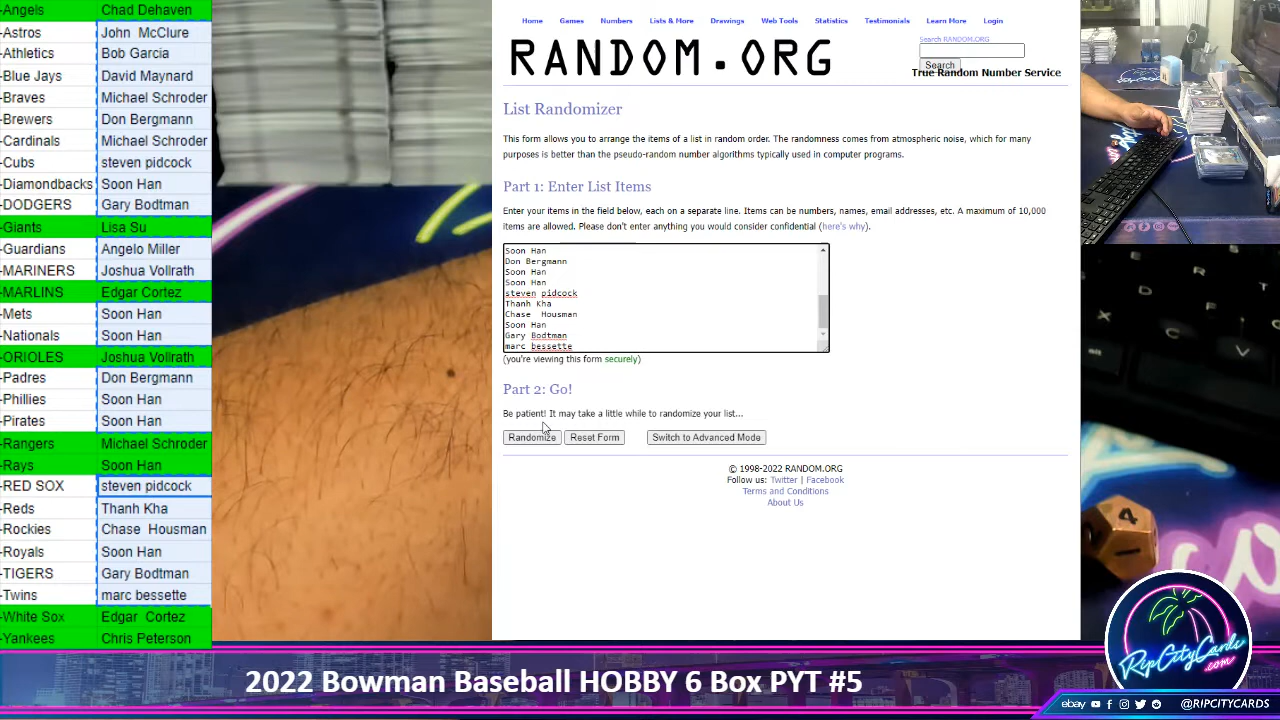 -Angels Chad Dehaven
-Astros John  McClure
-Athletics Bob Garcia
-Blue Jays David Maynard
-Braves Michael Schroder
-Brewers Don Bergmann
-Cardinals Michael Schroder
-Cubs steven pidcock
-Diamondbacks Soon Han
-DODGERS Gary Bodtman
-Giants Lisa Su
-Guardians Angelo Miller
-MARINERS Joshua Vollrath
-MARLINS Edgar Cortez
-Mets Soon Han
-Nationals Soon Han
-ORIOLES Joshua Vollrath
-Padres Don Bergmann
-Phillies Soon Han
-Pirates Soon Han
-Rangers Michael Schroder
-Rays Soon Han
-RED SOX steven pidcock
-Reds Thanh Kha
-Rockies Chase  Housman
-Royals Soon Han
-TIGERS Gary Bodtman
-Twins marc bessette
-White Sox Edgar  Cortez
-Yankees Chris Peterson
Home Games Numbers Lists & More Drawings Web Tools Statistics Testimonials Learn More Login
RANDOM.ORG
Search RANDOM.ORG
Search
True Random Number Service
List Randomizer
This form allows you to arrange the items of a list in random order. The randomness comes from atmospheric noise, which for many
purposes is better than the pseudo-random number algorithms typically used in computer programs.
Part 1: Enter List Items
Enter your items in the field below, each on a separate line. Items can be numbers, names, email addresses, etc. A maximum of 10,000
items are allowed. Please don't enter anything you would consider confidential (here's why).
Soon Han
Don Bergmann
Soon Han
Soon Han
steven pidcock
Thanh Kha
Chase  Housman
Soon Han
Gary Bodtman
marc bessette
(you're viewing this form securely)
Part 2: Go!
Be patient! It may take a little while to randomize your list...
Randomize Reset Form Switch to Advanced Mode
© 1998-2022 RANDOM.ORG
Follow us: Twitter | Facebook
Terms and Conditions
About Us
4
RipCityCards
.com
2022 Bowman Baseball HOBBY 6 Box PYT #5
ebay @RIPCITYCARDS